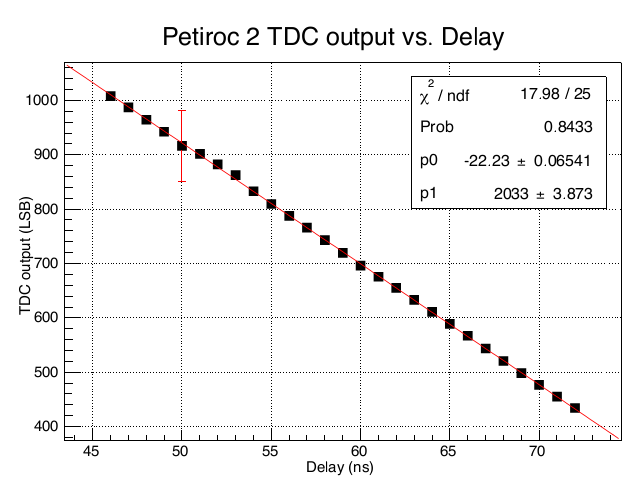 Petiroc 2 TDC output vs. Delay
χ² / ndf 17.98 / 25
Prob 0.8433
p0 -22.23 ± 0.06541
p1 2033 ± 3.873
TDC output (LSB)
1000
900
800
700
600
500
400
45 50 55 60 65 70
Delay (ns)